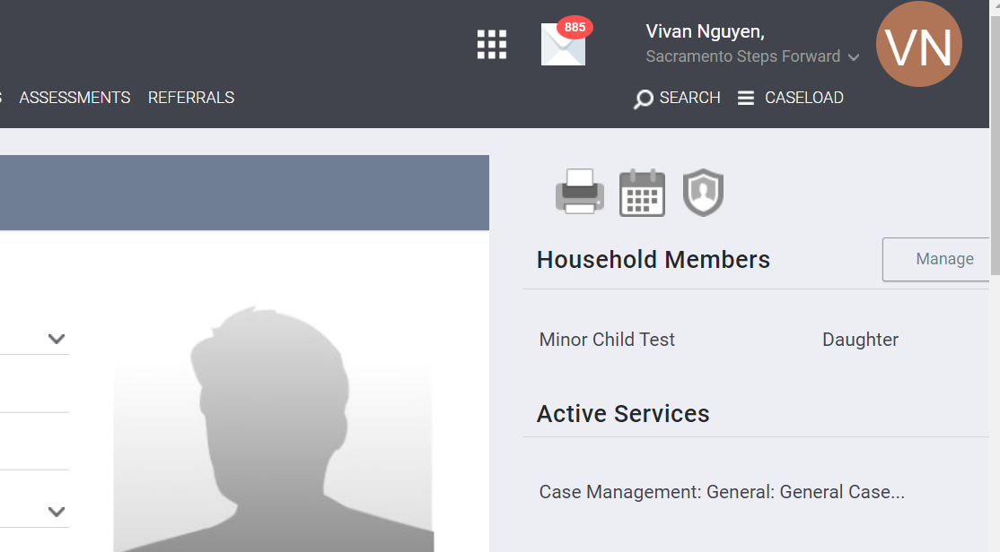 885
Vivan Nguyen,
Sacramento Steps Forward
VN
ASSESSMENTS REFERRALS
SEARCH CASELOAD
Household Members
Manage
Minor Child Test Daughter
Active Services
Case Management: General: General Case...